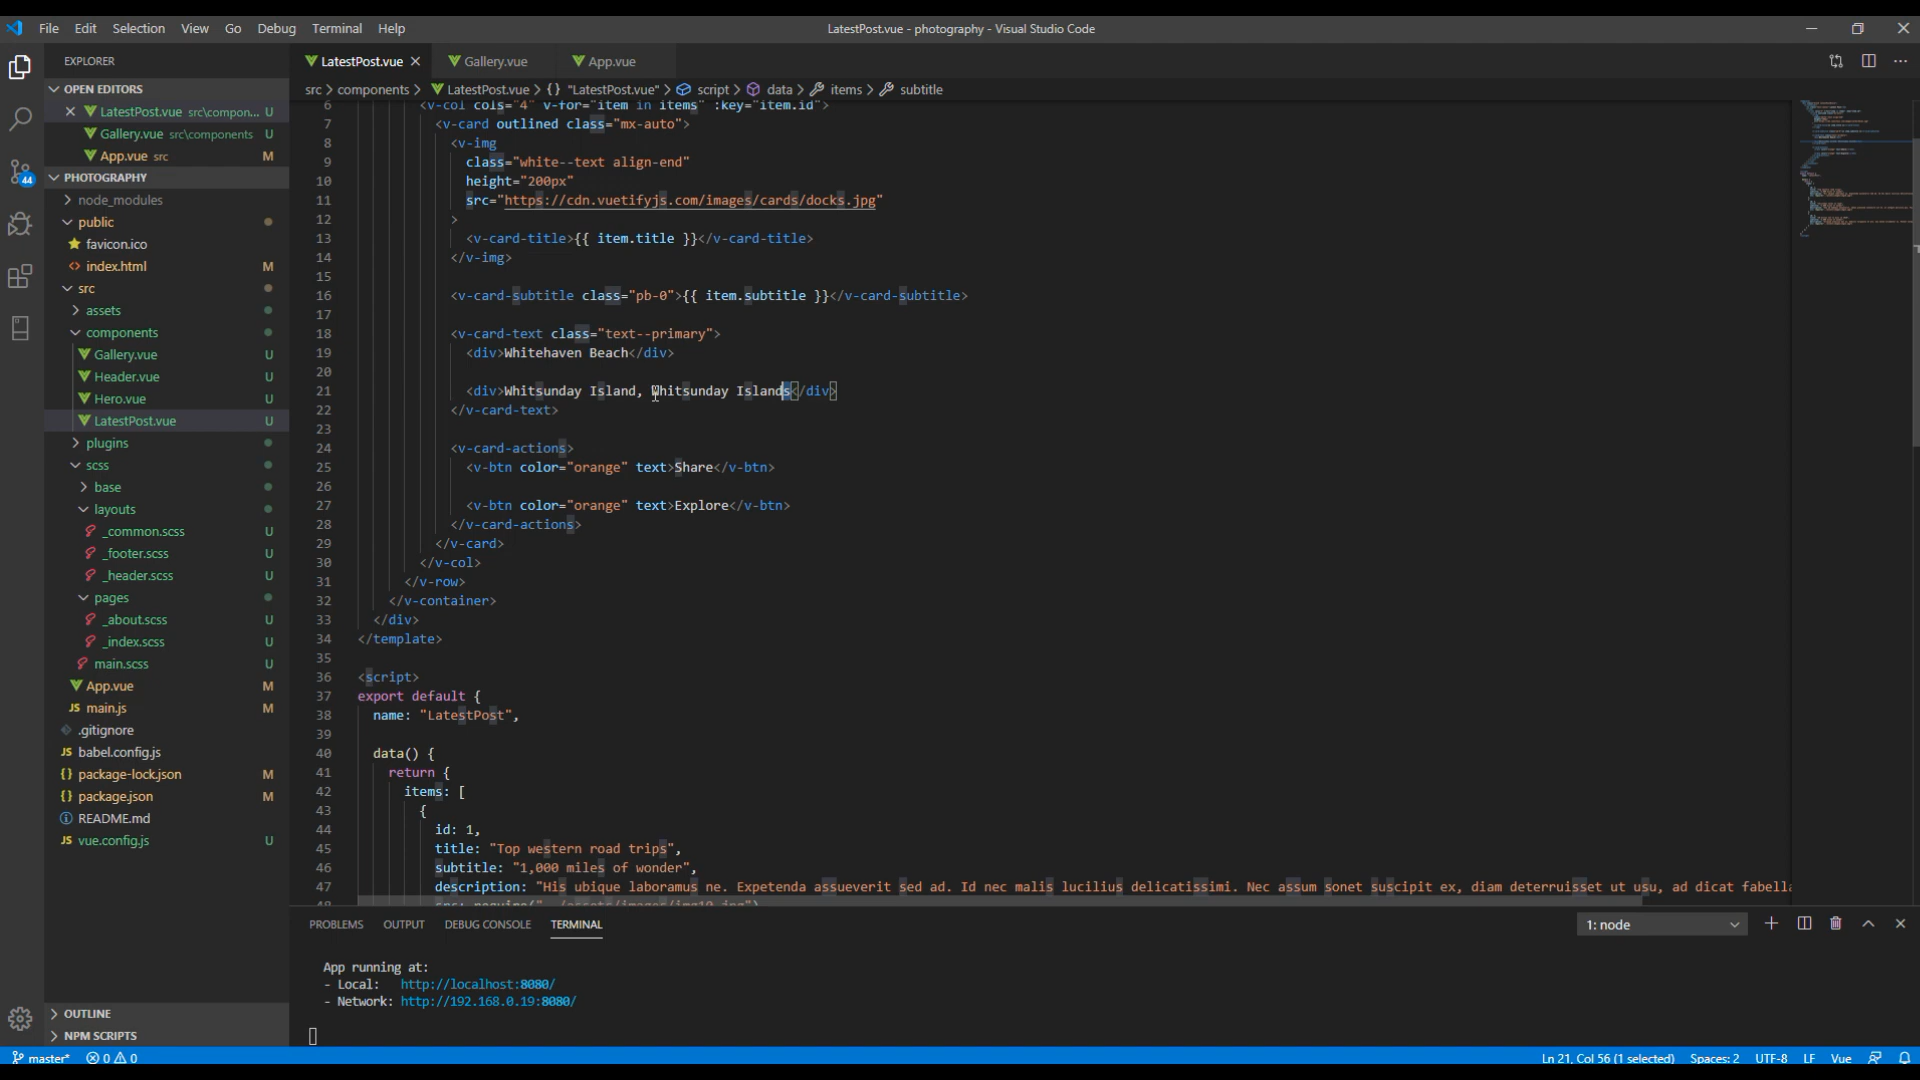 File Edit Selection View Go Debug Terminal Help
LatestPost.vue - photography - Visual Studio Code
EXPLORER
LatestPost.vue
Gallery.vue
App.vue
OPEN EDITORS
src > components > LatestPost.vue > {} "LatestPost.vue" > script > data > items > subtitle
LatestPost.vue src\compon... U
Gallery.vue src\components U
App.vue src M
PHOTOGRAPHY
node_modules
public
favicon.ico
index.html M
src
assets
components
Gallery.vue U
Header.vue U
Hero.vue U
LatestPost.vue U
plugins
scss
base
layouts
_common.scss U
_footer.scss U
_header.scss U
pages
_about.scss U
_index.scss U
main.scss U
App.vue M
main.js M
.gitignore
babel.config.js
package-lock.json M
package.json M
README.md
vue.config.js U
OUTLINE
NPM SCRIPTS
44
6 <v-col cols="4" v-for="item in items" :key="item.id">
7 <v-card outlined class="mx-auto">
8 <v-img
9 class="white--text align-end"
10 height="200px"
11 src="https://cdn.vuetifyjs.com/images/cards/docks.jpg"
12 >
13 <v-card-title>{{ item.title }}</v-card-title>
14 </v-img>
15
16 <v-card-subtitle class="pb-0">{{ item.subtitle }}</v-card-subtitle>
17
18 <v-card-text class="text--primary">
19 <div>Whitehaven Beach</div>
20
21 <div>Whitsunday Island, Whitsunday Islands</div>
22 </v-card-text>
23
24 <v-card-actions>
25 <v-btn color="orange" text>Share</v-btn>
26
27 <v-btn color="orange" text>Explore</v-btn>
28 </v-card-actions>
29 </v-card>
30 </v-col>
31 </v-row>
32 </v-container>
33 </div>
34 </template>
35
36 <script>
37 export default {
38 name: "LatestPost",
39
40 data() {
41 return {
42 items: [
43 {
44 id: 1,
45 title: "Top western road trips",
46 subtitle: "1,000 miles of wonder",
47 description: "His ubique laboramus ne. Expetenda assueverit sed ad. Id nec malis lucilius delicatissimi. Nec assum sonet suscipit ex, diam deterruisset ut usu, ad dicat fabell
PROBLEMS OUTPUT DEBUG CONSOLE TERMINAL
1: node
App running at:
- Local: http://localhost:8080/
- Network: http://192.168.0.19:8080/
master* 0 0
Ln 21, Col 56 (1 selected) Spaces: 2 UTF-8 LF Vue